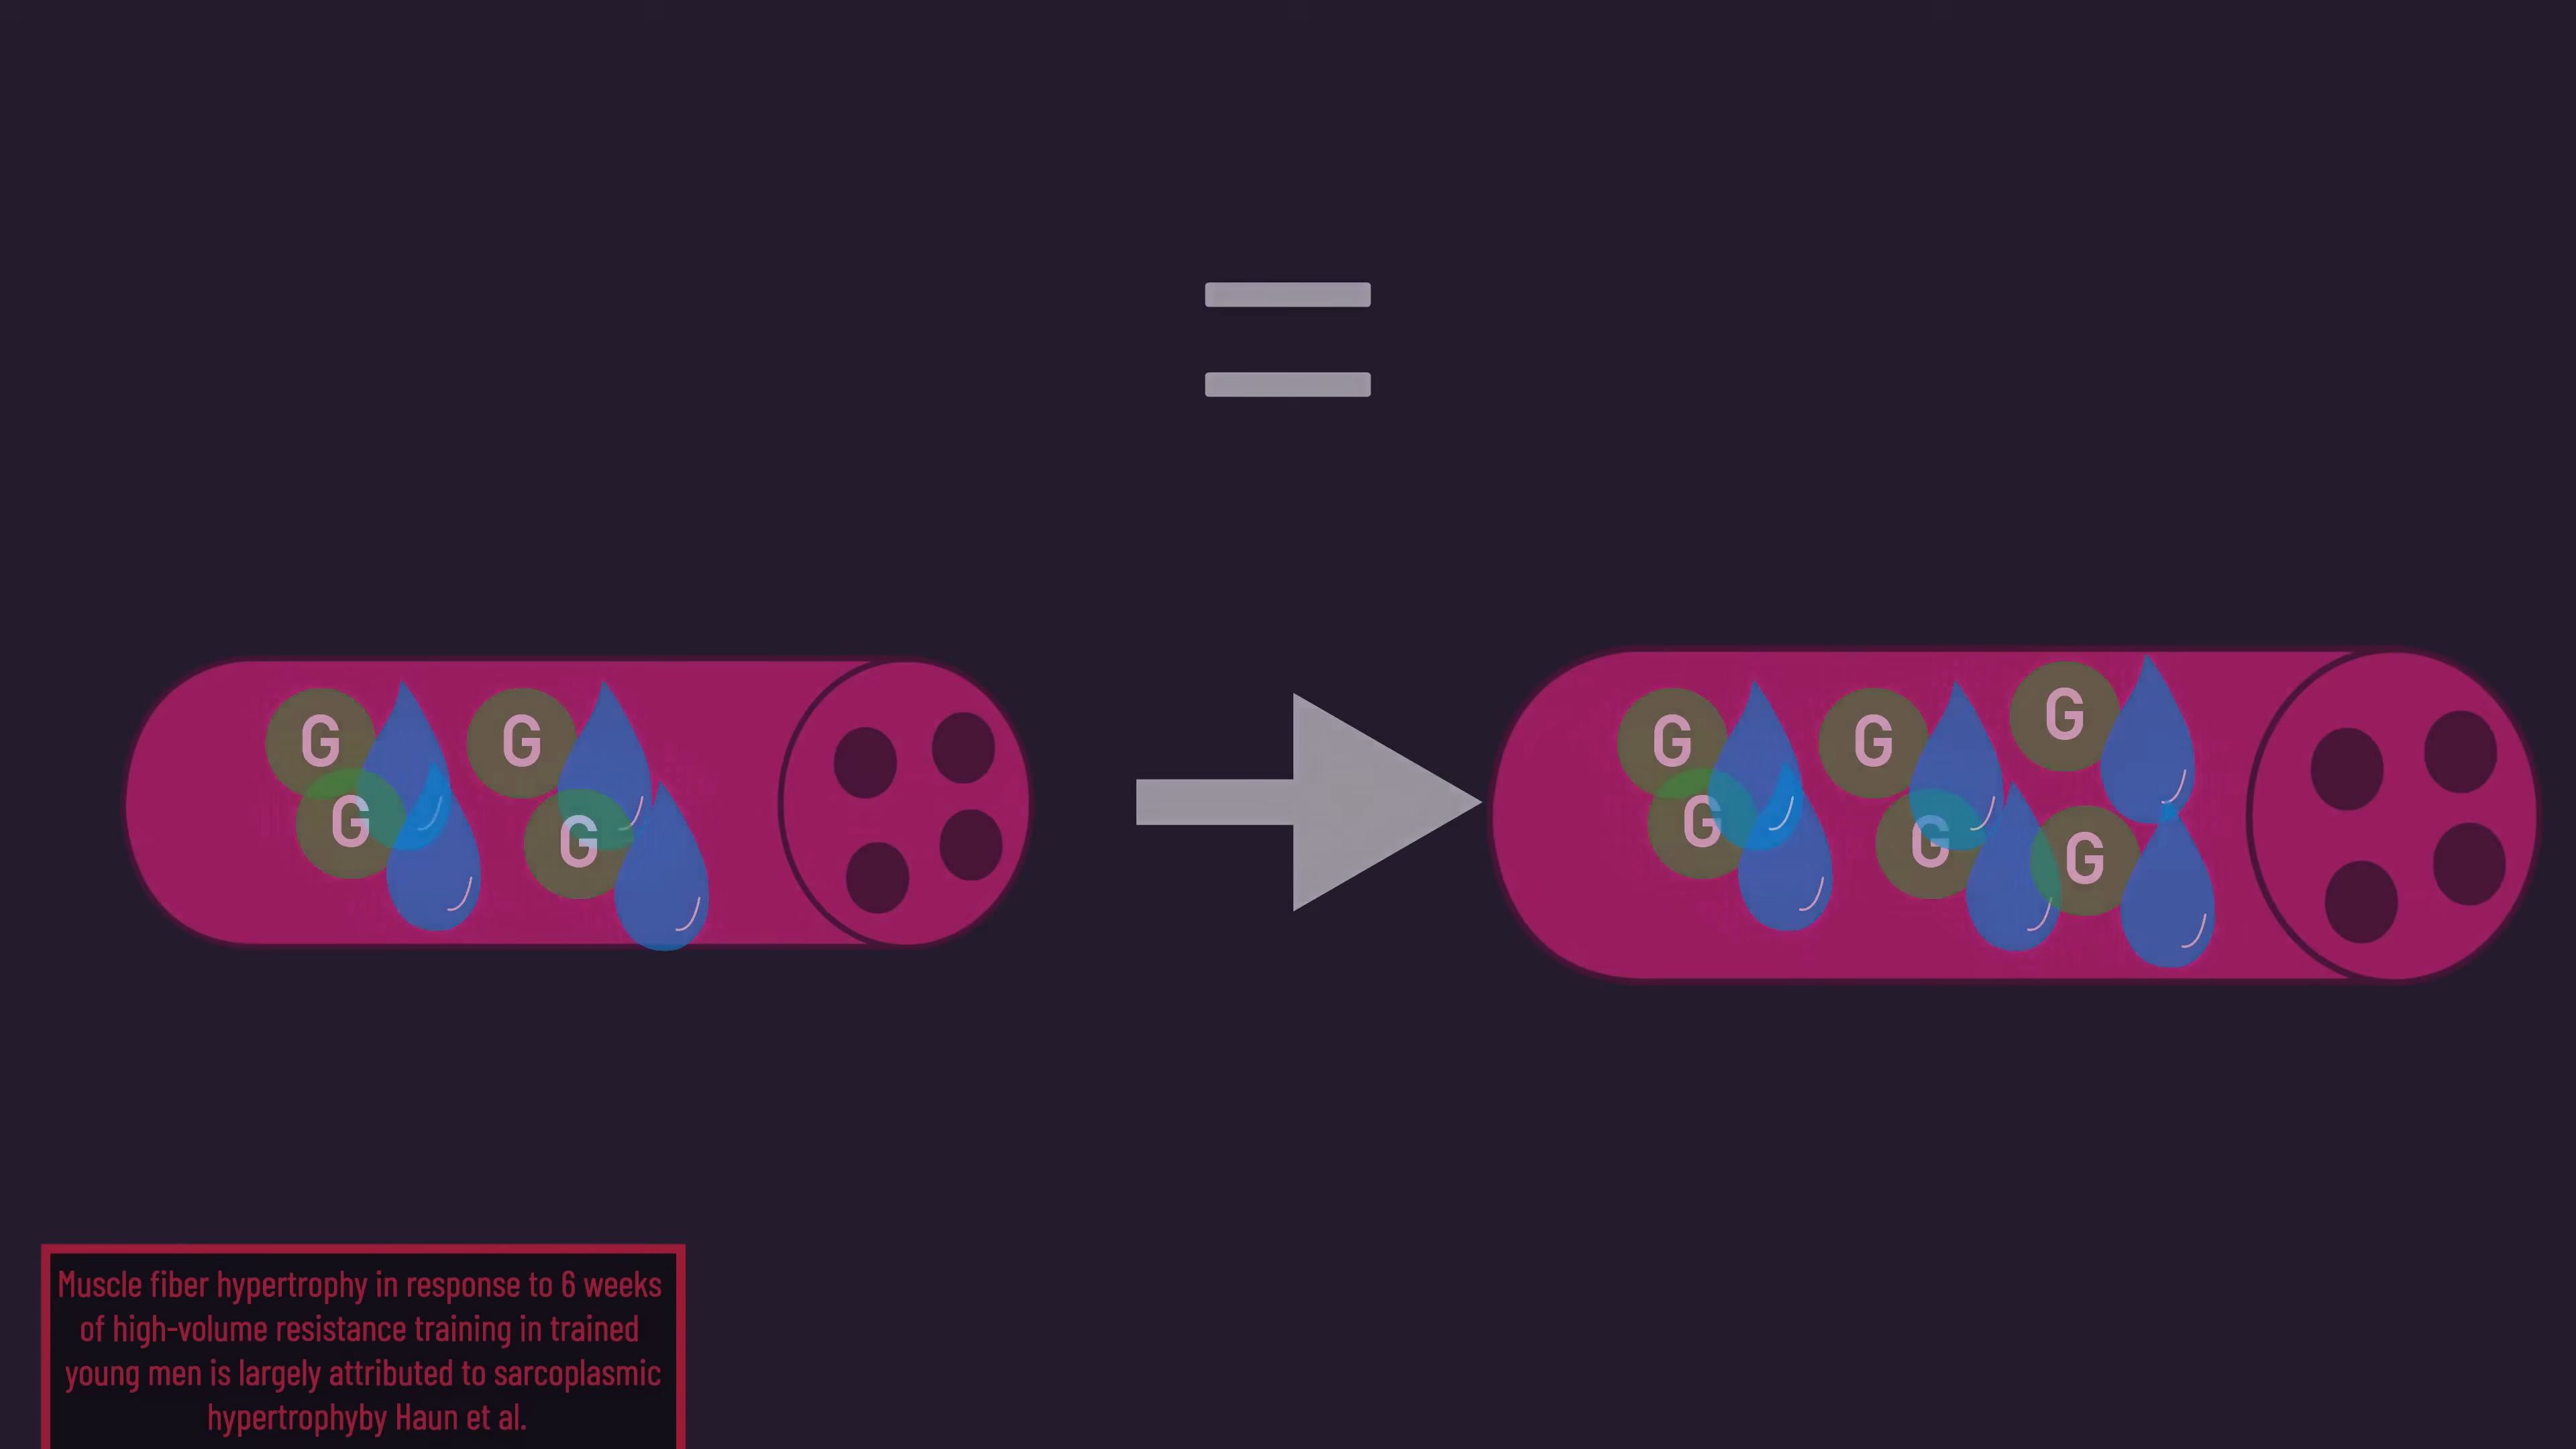 G G G G G
G G G G G
Muscle fiber hypertrophy in response to 6 weeks
of high-volume resistance training in trained
young men is largely attributed to sarcoplasmic
hypertrophyby Haun et al.